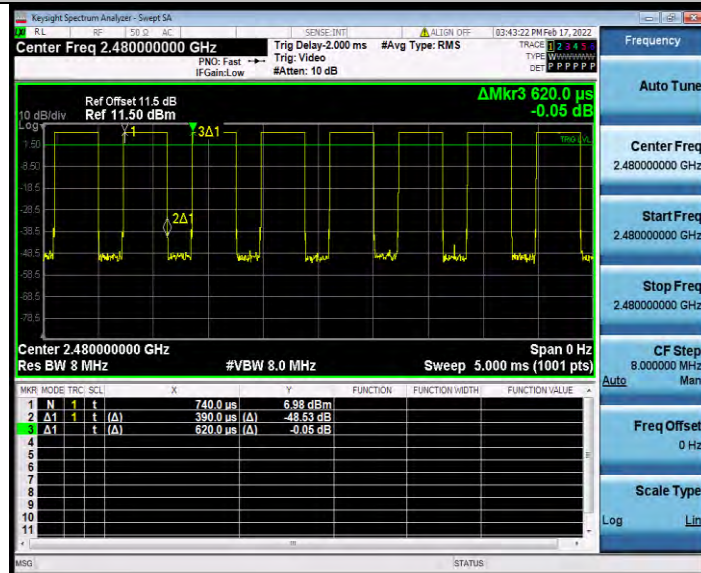 Keysight Spectrum Analyzer - Swept SA
RL RF 50 Ω AC SENSE:INT ALIGN OFF 03:43:22 PM Feb 17, 2022
Center Freq 2.480000000 GHz
Trig Delay-2.000 ms #Avg Type: RMS
TRACE 1 2 3 4 5 6
PNO: Fast Trig: Video
TYPE WWWWWW
IFGain:Low #Atten: 10 dB
DET P P P P P P
Frequency
Auto Tune
Center Freq
2.480000000 GHz
Start Freq
2.480000000 GHz
Stop Freq
2.480000000 GHz
CF Step
8.000000 MHz
Auto Man
Freq Offset
0 Hz
Scale Type
Log Lin
ΔMkr3 620.0 µs
-0.05 dB
Ref Offset 11.5 dB
10 dB/div Ref 11.50 dBm
Log
1 3Δ1
TRIG LVL
1.50
-8.50
-18.5
2Δ1
-28.5
-38.5
-48.5
-58.5
-68.5
-78.5
Center 2.480000000 GHz Span 0 Hz
Res BW 8 MHz #VBW 8.0 MHz Sweep 5.000 ms (1001 pts)
MKR MODE TRC SCL X Y FUNCTION FUNCTION WIDTH FUNCTION VALUE
1 N 1 t 740.0 µs 6.98 dBm
2 Δ1 1 t (Δ) 390.0 µs (Δ) -48.53 dB
3 Δ1 t (Δ) 620.0 µs (Δ) -0.05 dB
4
5
6
7
8
9
10
11
MSG STATUS